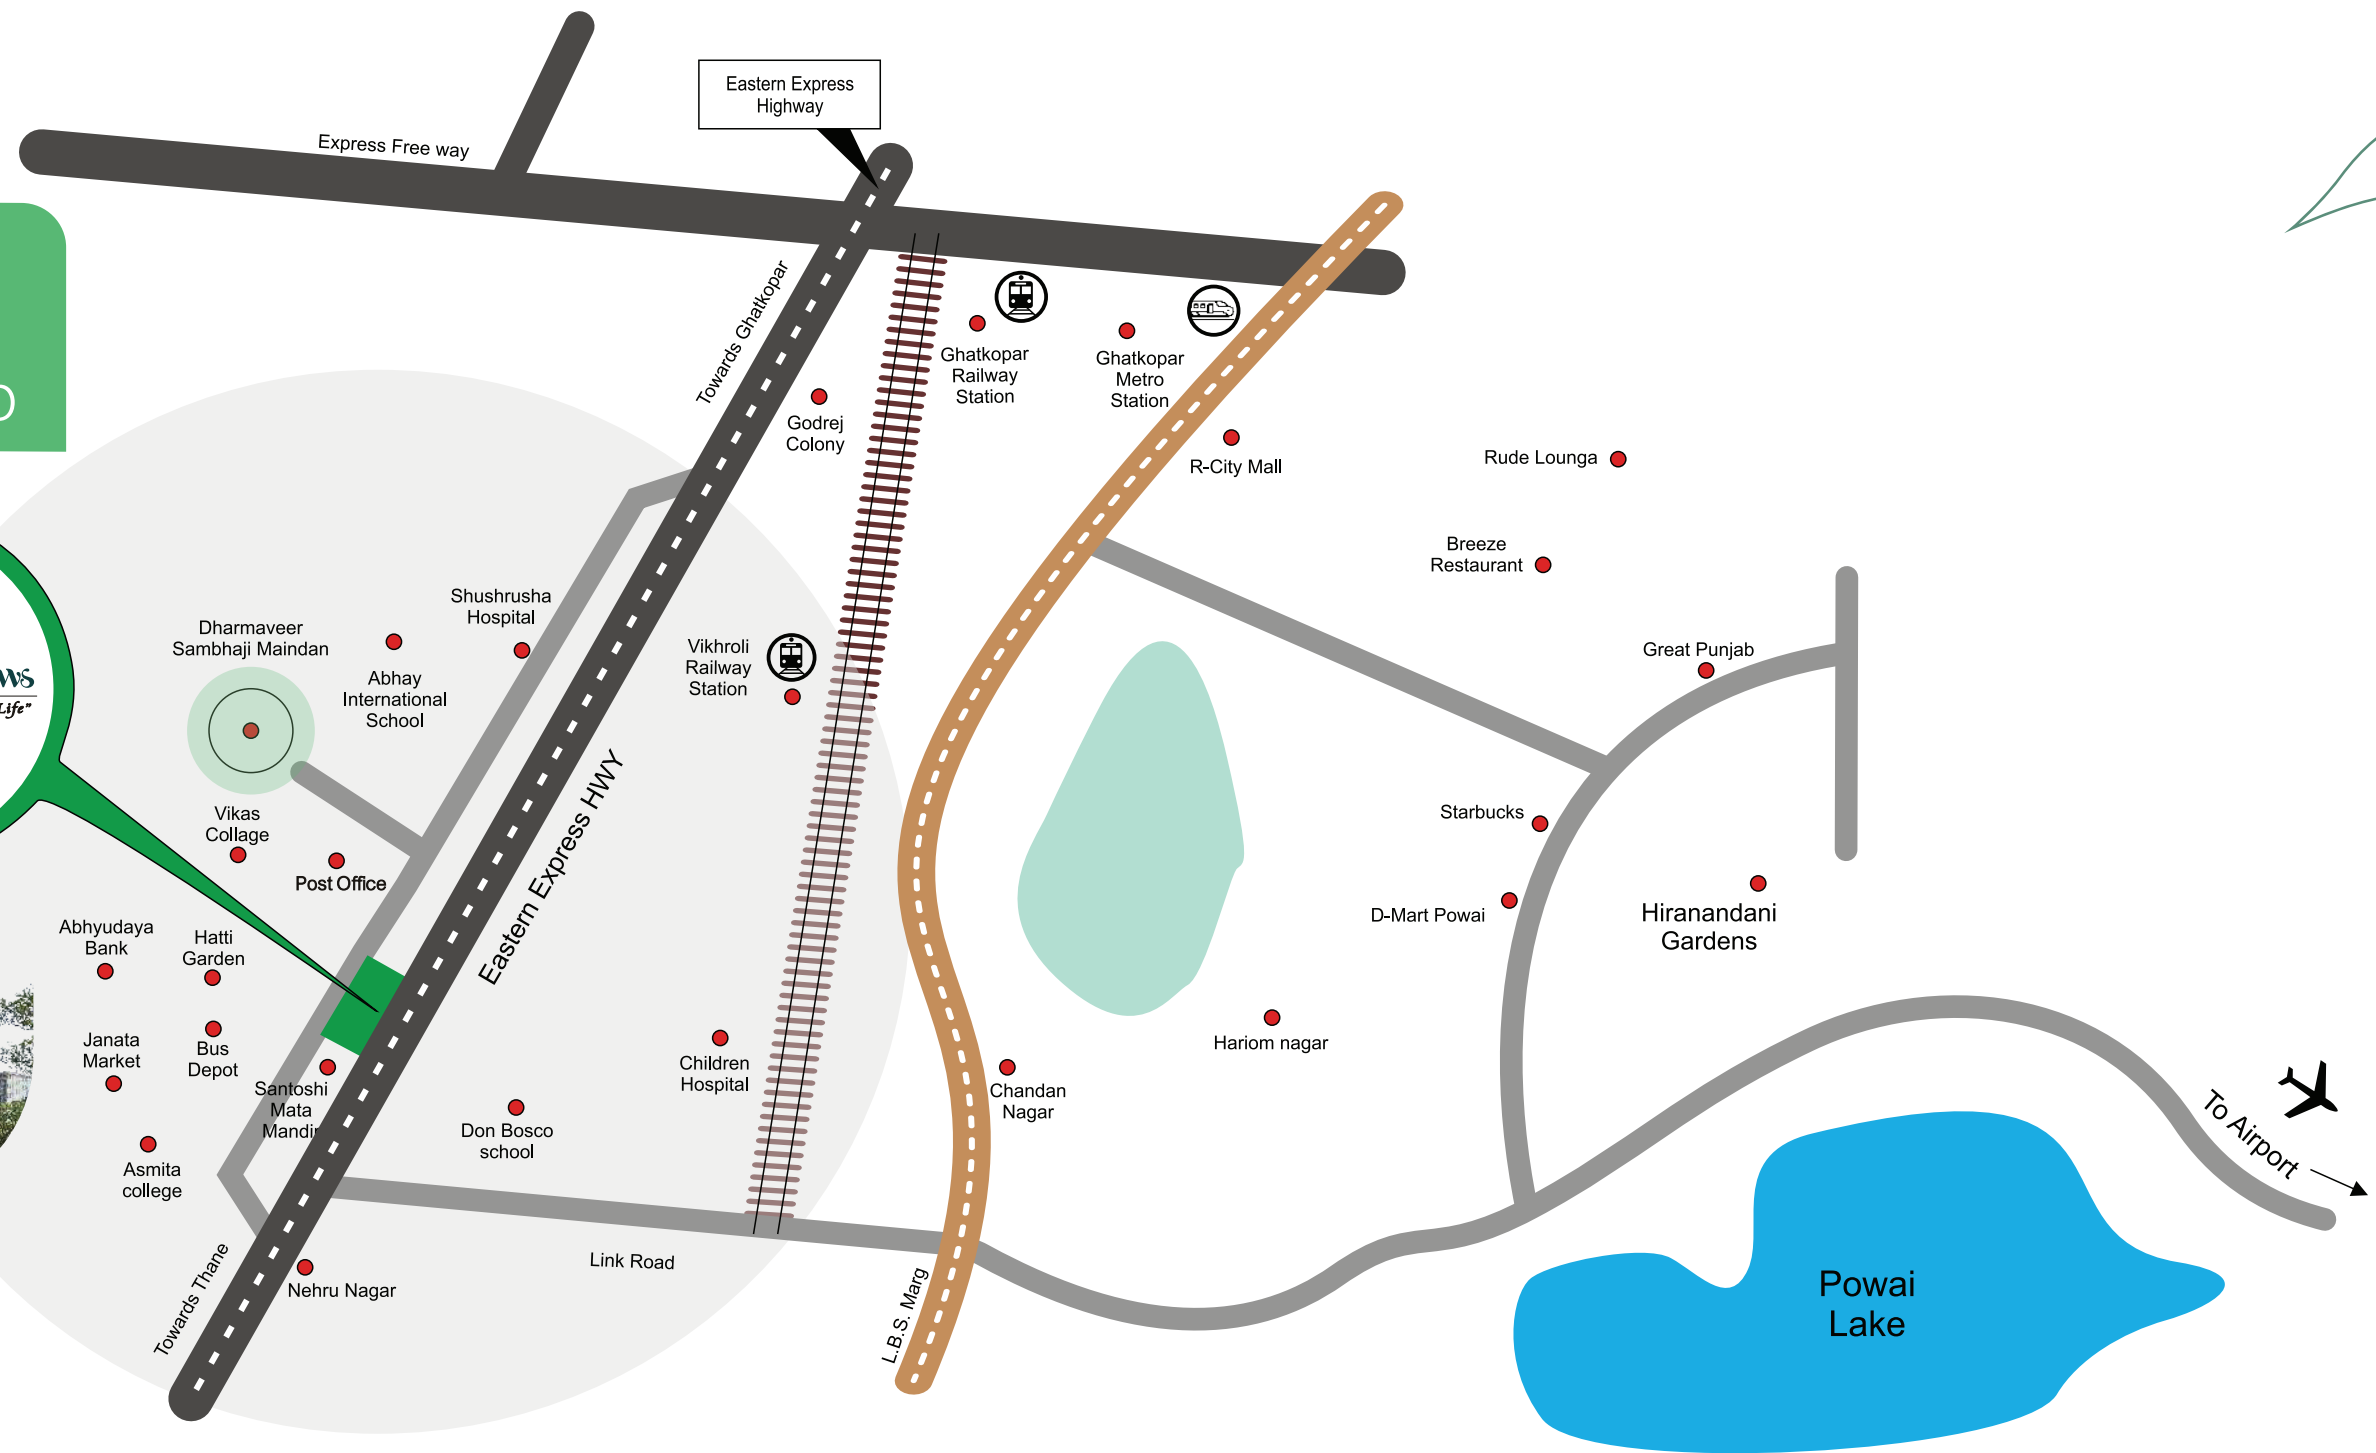 Eastern Express
Highway
Express Free way
Towards Ghatkopar
Ghatkopar
Railway
Station
Ghatkopar
Metro
Station
Godrej
Colony
R-City Mall
Rude Lounga
Breeze
Restaurant
Shushrusha
Hospital
Dharmaveer
Sambhaji Maindan
Abhay
International
School
Vikhroli
Railway
Station
Great Punjab
Life"
Eastern Express HWY
Vikas
Collage
Post Office
Starbucks
D-Mart Powai
Hiranandani
Gardens
Abhyudaya
Bank
Hatti
Garden
Janata
Market
Bus
Depot
Santoshi
Mata
Mandir
Children
Hospital
Chandan
Nagar
Hariom nagar
Don Bosco
school
Asmita
college
To Airport
Towards Thane
Nehru Nagar
Link Road
L.B.S. Marg
Powai
Lake